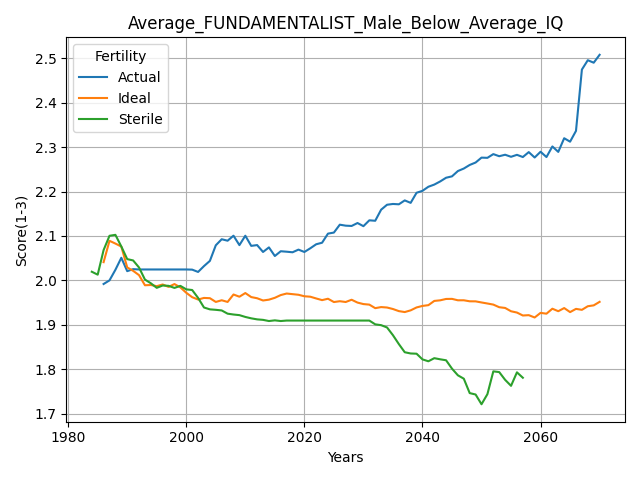 Average_FUNDAMENTALIST_Male_Below_Average_IQ
Fertility
Actual
Ideal
Sterile
Score(1-3)
2.5
2.4
2.3
2.2
2.1
2.0
1.9
1.8
1.7
1980
2000
2020
2040
2060
Years